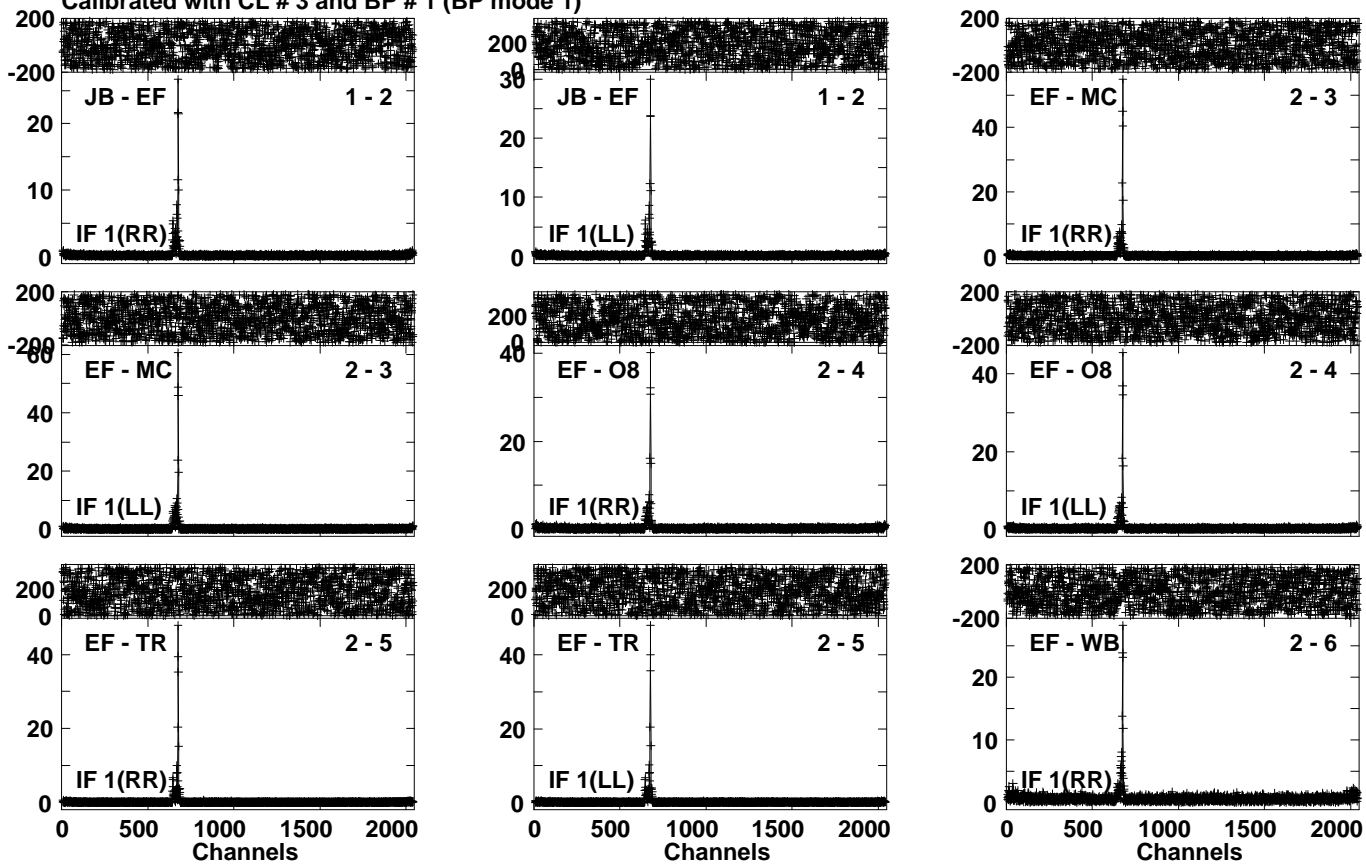 Calibrated with CL # 3 and BP # 1 (BP mode 1)
200
-200
JB - EF 1 - 2
20
10
0
IF 1(RR)
200
0
30
JB - EF 1 - 2
20
10
0
IF 1(LL)
200
-200
EF - MC 2 - 3
40
20
0
IF 1(RR)
200
-200
60
EF - MC 2 - 3
40
20
0
IF 1(LL)
200
0
40
EF - O8 2 - 4
20
0
IF 1(RR)
200
-200
40
EF - O8 2 - 4
20
0
IF 1(LL)
200
0
EF - TR 2 - 5
40
20
0
IF 1(RR)
0 500 1000 1500 2000
Channels
200
0
EF - TR 2 - 5
40
20
0
IF 1(LL)
0 500 1000 1500 2000
Channels
200
-200
EF - WB 2 - 6
20
10
0
IF 1(RR)
0 500 1000 1500 2000
Channels